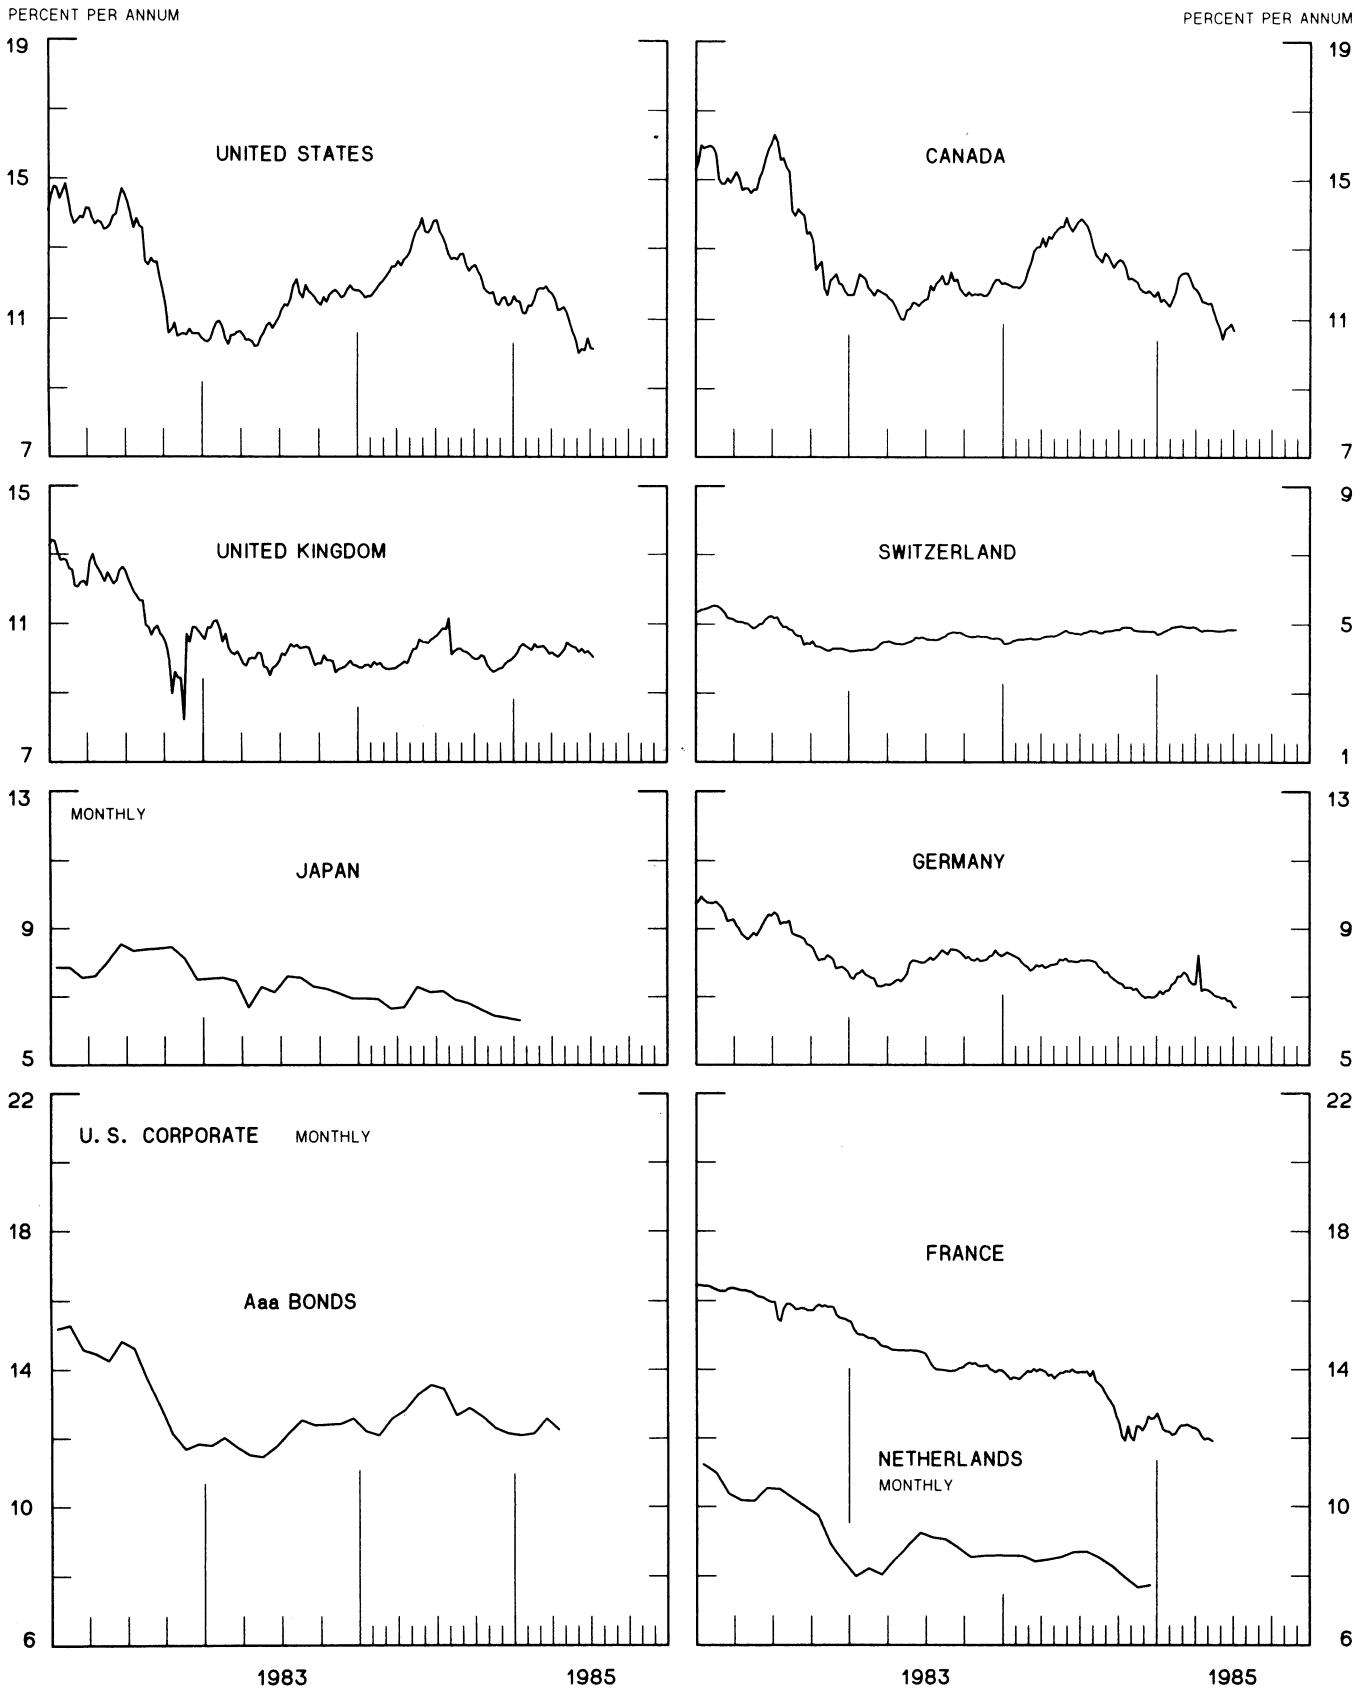 PERCENT PER ANNUM
PERCENT PER ANNUM
19
19
UNITED STATES
CANADA
15
15
11
11
7
7
15
9
UNITED KINGDOM
SWITZERLAND
11
5
7
1
13
13
MONTHLY
JAPAN
GERMANY
9
9
5
5
22
22
U. S. CORPORATE MONTHLY
18
18
FRANCE
Aaa BONDS
14
14
NETHERLANDS
MONTHLY
10
10
6
6
1983
1985
1983
1985